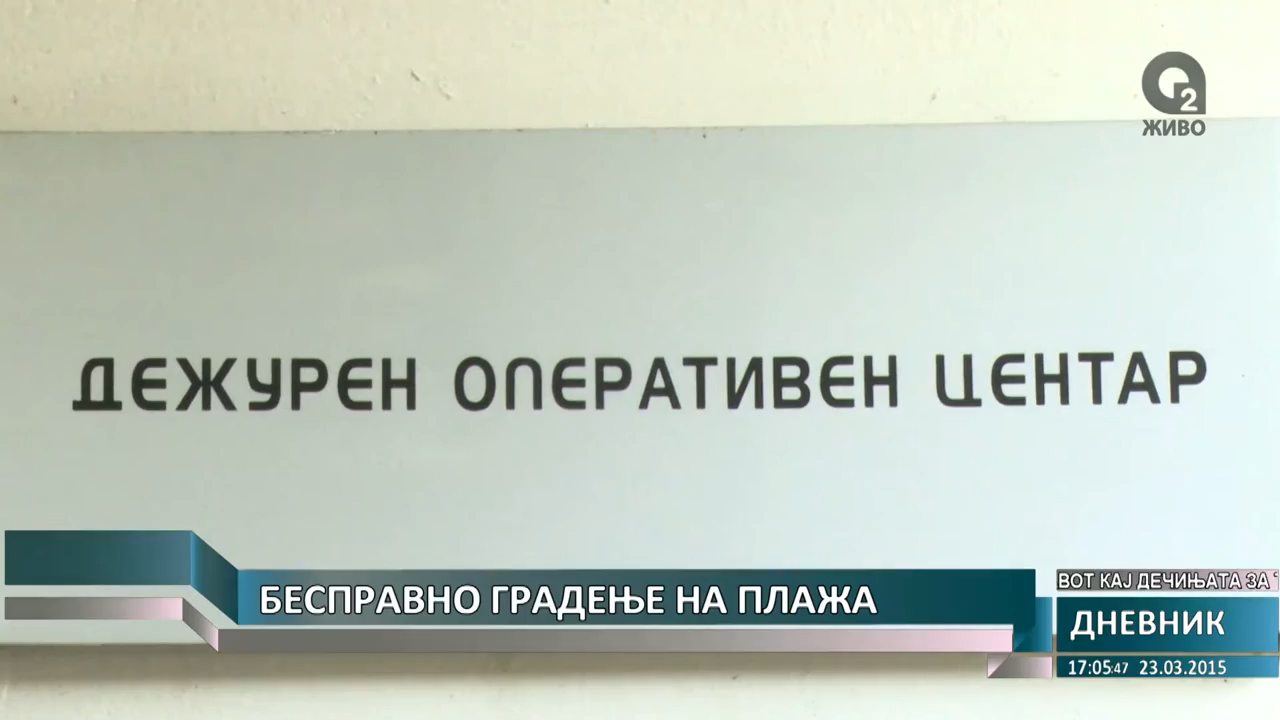 2
ЖИВО
ДЕЖУРЕН ОПЕРАТИВЕН ЦЕНТАР
БЕСПРАВНО ГРАДЕЊЕ НА ПЛАЖА
ВОТ КАЈ ДЕЧИЊАТА ЗА
ДНЕВНИК
17:05:47 23.03.2015